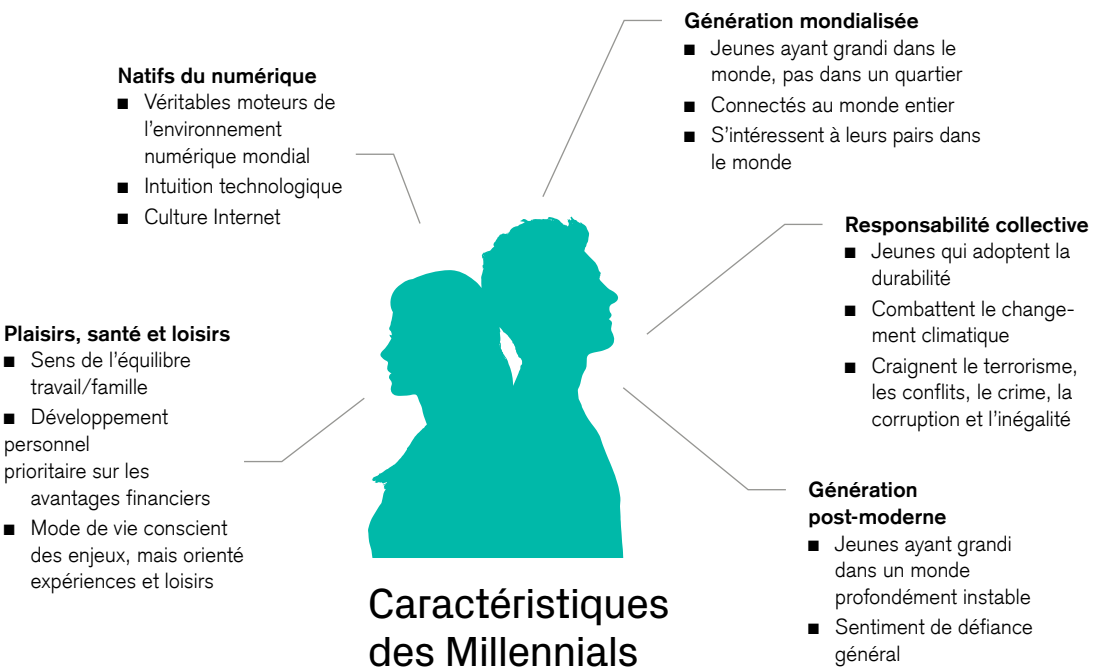 Génération mondialisée
■ Jeunes ayant grandi dans le
monde, pas dans un quartier
■ Connectés au monde entier
■ S'intéressent à leurs pairs dans
le monde
Natifs du numérique
■ Véritables moteurs de
l'environnement
numérique mondial
■ Intuition technologique
■ Culture Internet
Responsabilité collective
■ Jeunes qui adoptent la
durabilité
■ Combattent le change-
ment climatique
■ Craignent le terrorisme,
les conflits, le crime, la
corruption et l'inégalité
Plaisirs, santé et loisirs
■ Sens de l'équilibre
travail/famille
■ Développement
personnel
prioritaire sur les
avantages financiers
■ Mode de vie conscient
des enjeux, mais orienté
expériences et loisirs
Génération
post-moderne
■ Jeunes ayant grandi
dans un monde
profondément instable
■ Sentiment de défiance
général
Caractéristiques
des Millennials